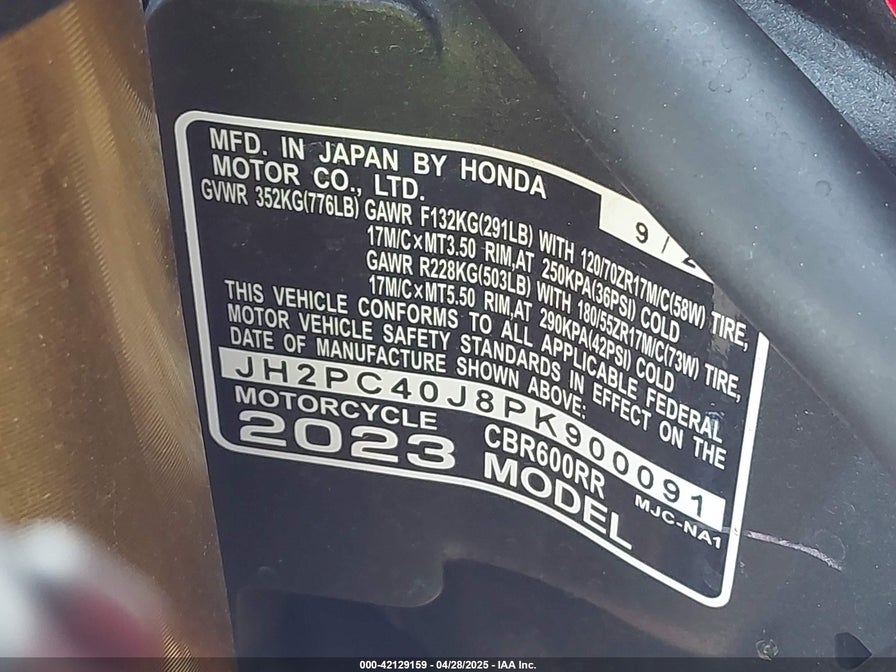 MFD. IN JAPAN BY HONDA
MOTOR CO., LTD.
9/2
GVWR 352KG(776LB) GAWR F132KG(291LB) WITH 120/70ZR17M/C(58W) TIRE,
17M/C×MT3.50 RIM,AT 250KPA(36PSI) COLD
GAWR R228KG(503LB) WITH 180/55ZR17M/C(73W) TIRE,
17M/C×MT5.50 RIM,AT 290KPA(42PSI) COLD
THIS VEHICLE CONFORMS TO ALL APPLICABLE FEDERAL
MOTOR VEHICLE SAFETY STANDARDS IN EFFECT ON THE
DATE OF MANUFACTURE SHOWN ABOVE:
JH2PC40J8PK900091
MOTORCYCLE CBR600RR MJC-NA1
2023 MODEL
000-42129159 - 04/28/2025 - IAA Inc.